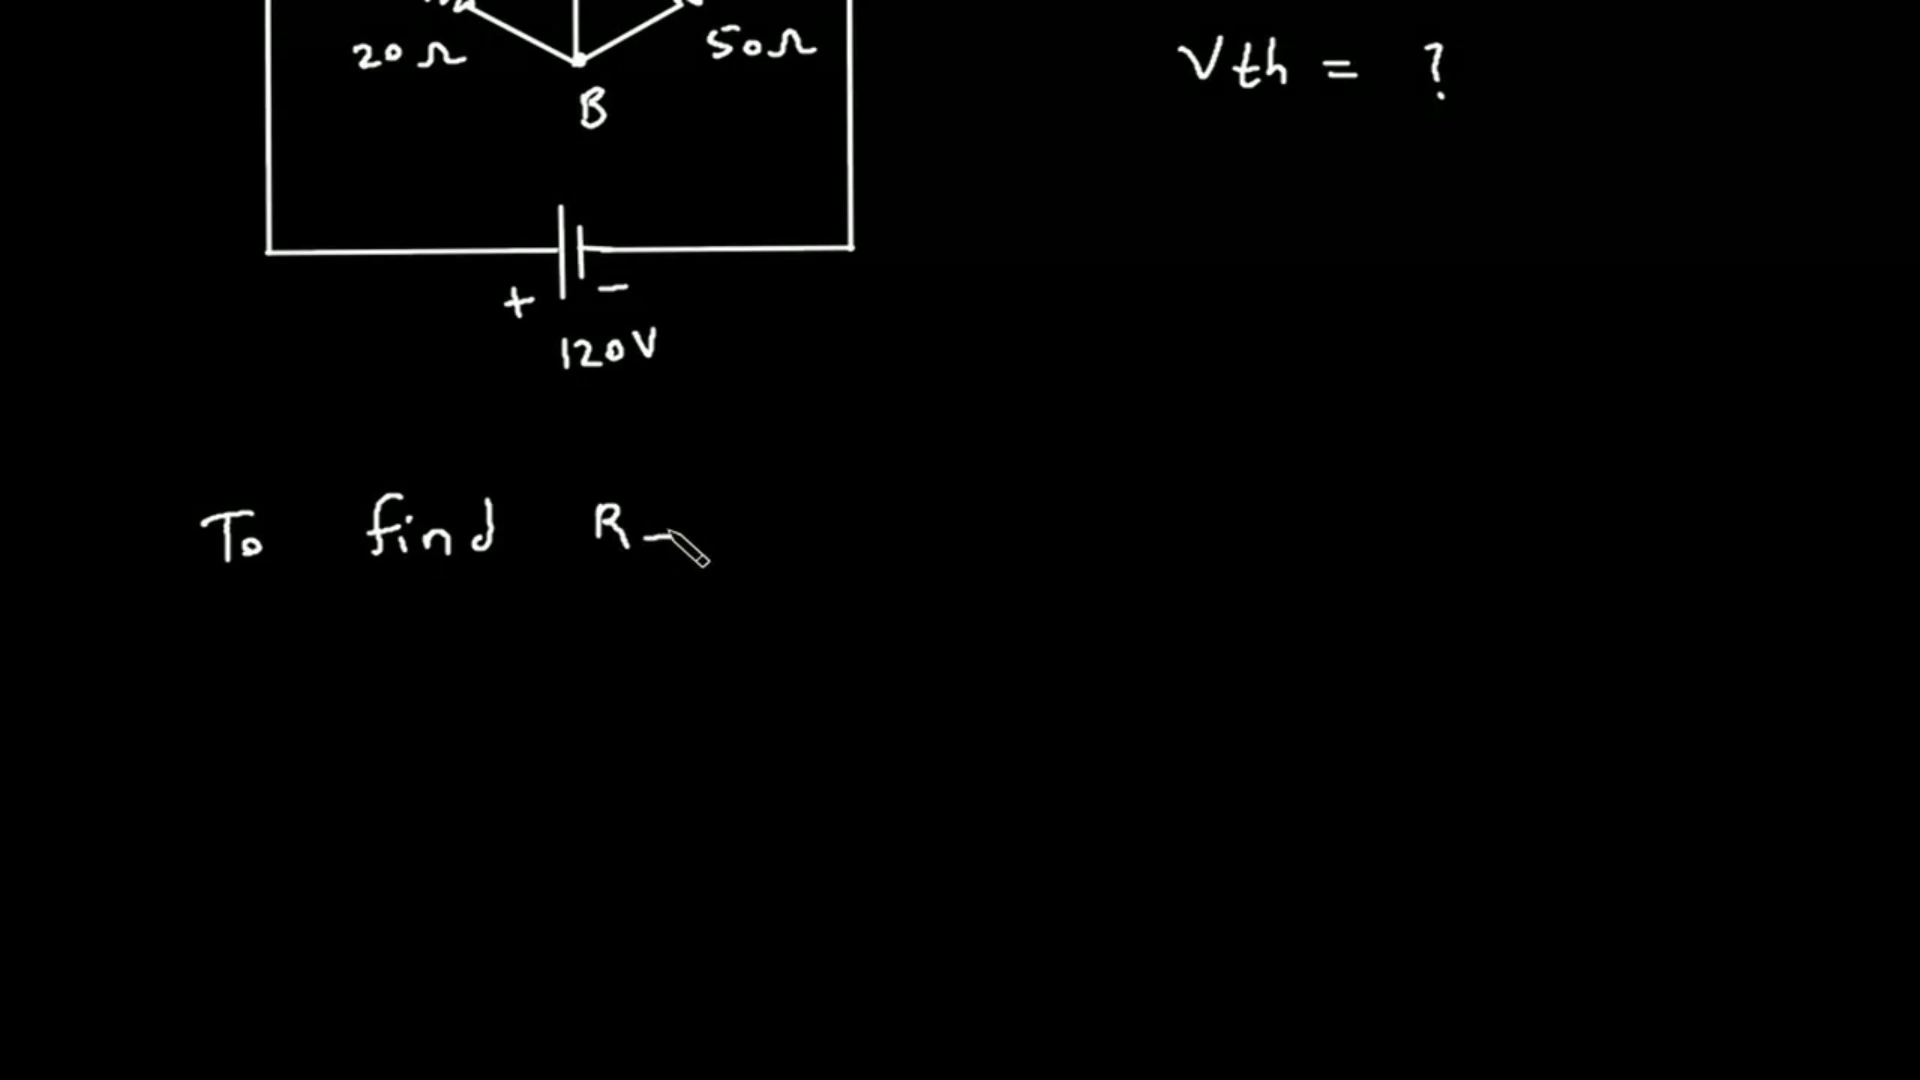 20Ω
50Ω
B
Vth = ?
+ −
120V
To find R